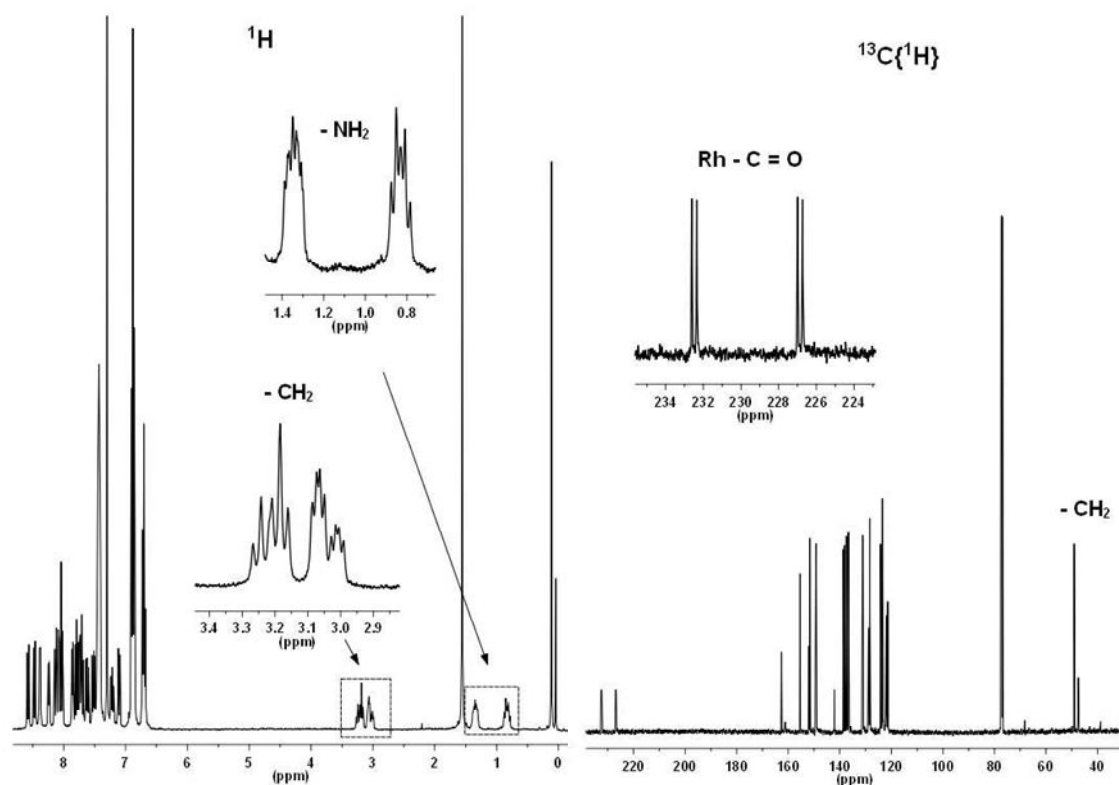 ¹H
- NH₂
1.4 1.2 1.0 0.8
(ppm)
- CH₂
3.4 3.3 3.2 3.1 3.0 2.9
(ppm)
8 7 6 5 4 3 2 1 0
(ppm) (ppm)
¹³C{¹H}
Rh - C = O
234 232 230 228 226 224
(ppm)
- CH₂
220 200 180 160 140 120 100 80 60 40
(ppm) (ppm)